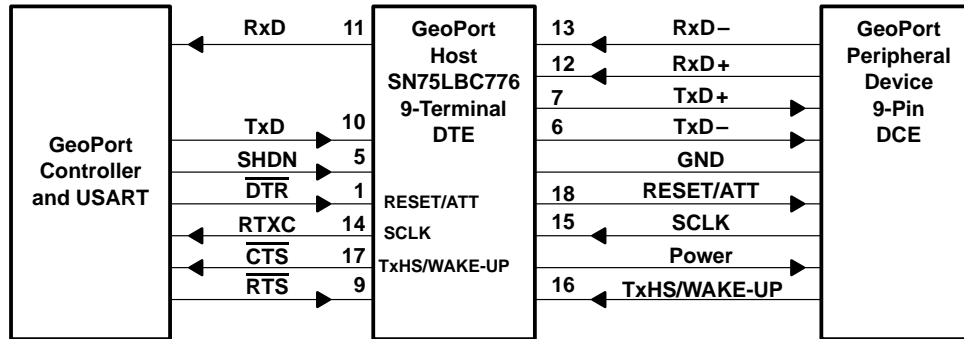 GeoPort
Controller
and USART
RxD 11
TxD 10
SHDN 5
DTR 1
RTXC 14
CTS 17
RTS 9
GeoPort
Host
SN75LBC776
9-Terminal
DTE
RESET/ATT
SCLK
TxHS/WAKE-UP
13 RxD–
12 RxD+
7 TxD+
6 TxD–
GND
18 RESET/ATT
15 SCLK
Power
16 TxHS/WAKE-UP
GeoPort
Peripheral
Device
9-Pin
DCE